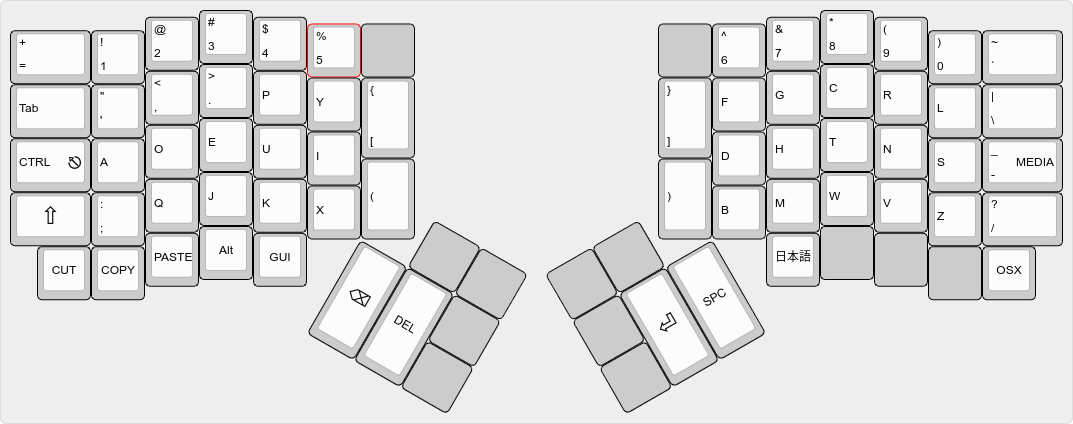 + ! @ # $ % ^ & * ( ) ~
= 1 2 3 4 5 6 7 8 9 0 `
Tab " < > P Y { } F G C R L |
' , . [ ] \
CTRL A O E U I D H T N S _ MEDIA
-
⇧ : Q J K X ( ) B M W V Z ?
; /
CUT COPY PASTE Alt GUI 日本語 OSX
DEL SPC